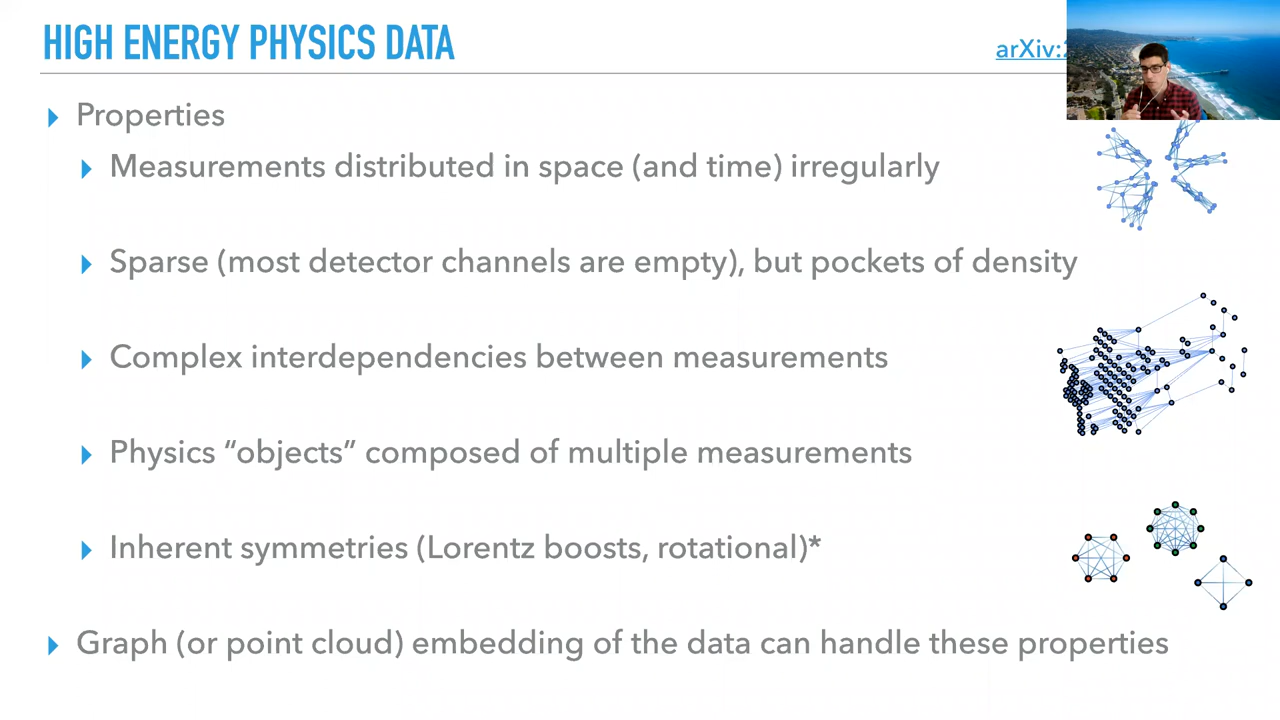 HIGH ENERGY PHYSICS DATA
arXiv:
Properties
Measurements distributed in space (and time) irregularly
Sparse (most detector channels are empty), but pockets of density
Complex interdependencies between measurements
Physics “objects” composed of multiple measurements
Inherent symmetries (Lorentz boosts, rotational)*
Graph (or point cloud) embedding of the data can handle these properties